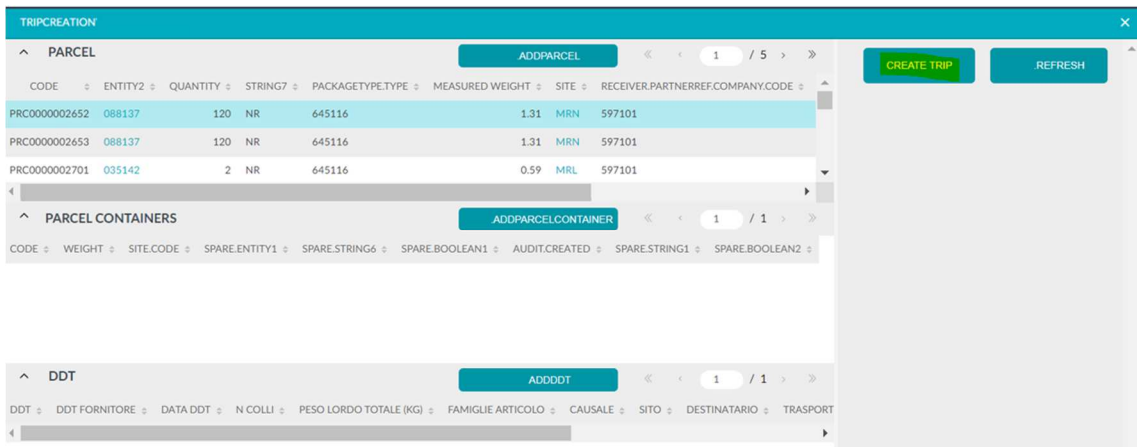 TRIPCREATION'
PARCEL
.ADDPARCEL
1 / 5
CODE ENTITY2 QUANTITY STRING7 PACKAGETYPE.TYPE MEASURED WEIGHT SITE RECEIVER.PARTNERREF.COMPANY.CODE
PRC0000002652 088137 120 NR 645116 1.31 MRN 597101
PRC0000002653 088137 120 NR 645116 1.31 MRN 597101
PRC0000002701 035142 2 NR 645116 0.59 MRL 597101
PARCEL CONTAINERS
.ADDPARCELCONTAINER
1 / 1
CODE WEIGHT SITE.CODE SPARE.ENTITY1 SPARE.STRING6 SPARE.BOOLEAN1 AUDIT.CREATED SPARE.STRING1 SPARE.BOOLEAN2
DDT
ADDDDT
1 / 1
DDT DDT FORNITORE DATA DDT N COLLI PESO LORDO TOTALE (KG) FAMIGLIE ARTICOLO CAUSALE SITO DESTINATARIO TRASPORT
CREATE TRIP
.REFRESH